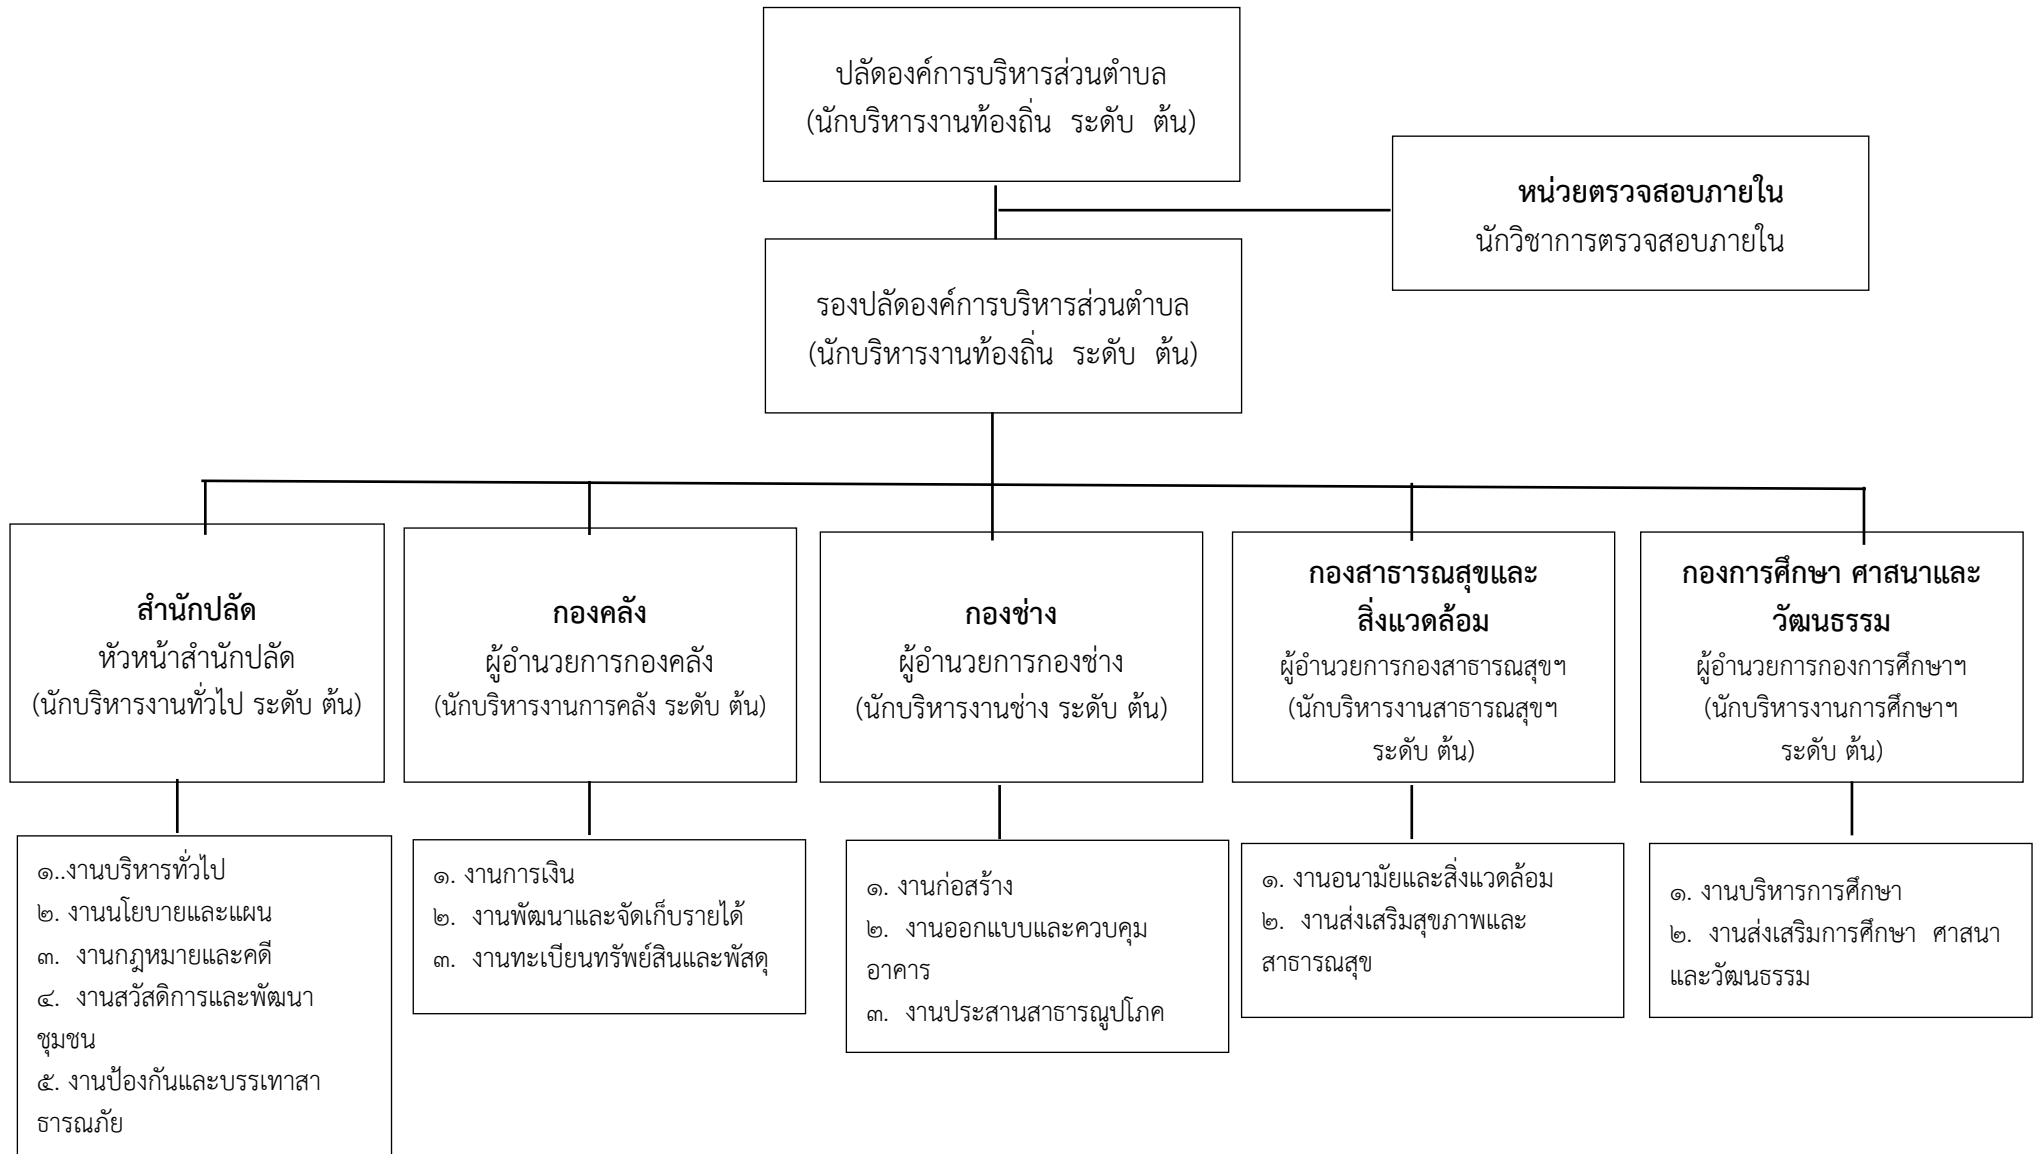 ปลัดองค์การบริหารส่วนตำบล
(นักบริหารงานท้องถิ่น ระดับ ต้น)
หน่วยตรวจสอบภายใน
นักวิชาการตรวจสอบภายใน
รองปลัดองค์การบริหารส่วนตำบล
(นักบริหารงานท้องถิ่น ระดับ ต้น)
สำนักปลัด
หัวหน้าสำนักปลัด
(นักบริหารงานทั่วไป ระดับ ต้น)
กองคลัง
ผู้อำนวยการกองคลัง
(นักบริหารงานการคลัง ระดับ ต้น)
กองช่าง
ผู้อำนวยการกองช่าง
(นักบริหารงานช่าง ระดับ ต้น)
กองสาธารณสุขและ
สิ่งแวดล้อม
ผู้อำนวยการกองสาธารณสุขฯ
(นักบริหารงานสาธารณสุขฯ
ระดับ ต้น)
กองการศึกษา ศาสนาและ
วัฒนธรรม
ผู้อำนวยการกองการศึกษาฯ
(นักบริหารงานการศึกษาฯ
ระดับ ต้น)
๑..งานบริหารทั่วไป
๒. งานนโยบายและแผน
๓. งานกฎหมายและคดี
๔. งานสวัสดิการและพัฒนา
ชุมชน
๕. งานป้องกันและบรรเทาสา
ธารณภัย
๑. งานการเงิน
๒. งานพัฒนาและจัดเก็บรายได้
๓. งานทะเบียนทรัพย์สินและพัสดุ
๑. งานก่อสร้าง
๒. งานออกแบบและควบคุม
อาคาร
๓. งานประสานสาธารณูปโภค
๑. งานอนามัยและสิ่งแวดล้อม
๒. งานส่งเสริมสุขภาพและ
สาธารณสุข
๑. งานบริหารการศึกษา
๒. งานส่งเสริมการศึกษา ศาสนา
และวัฒนธรรม